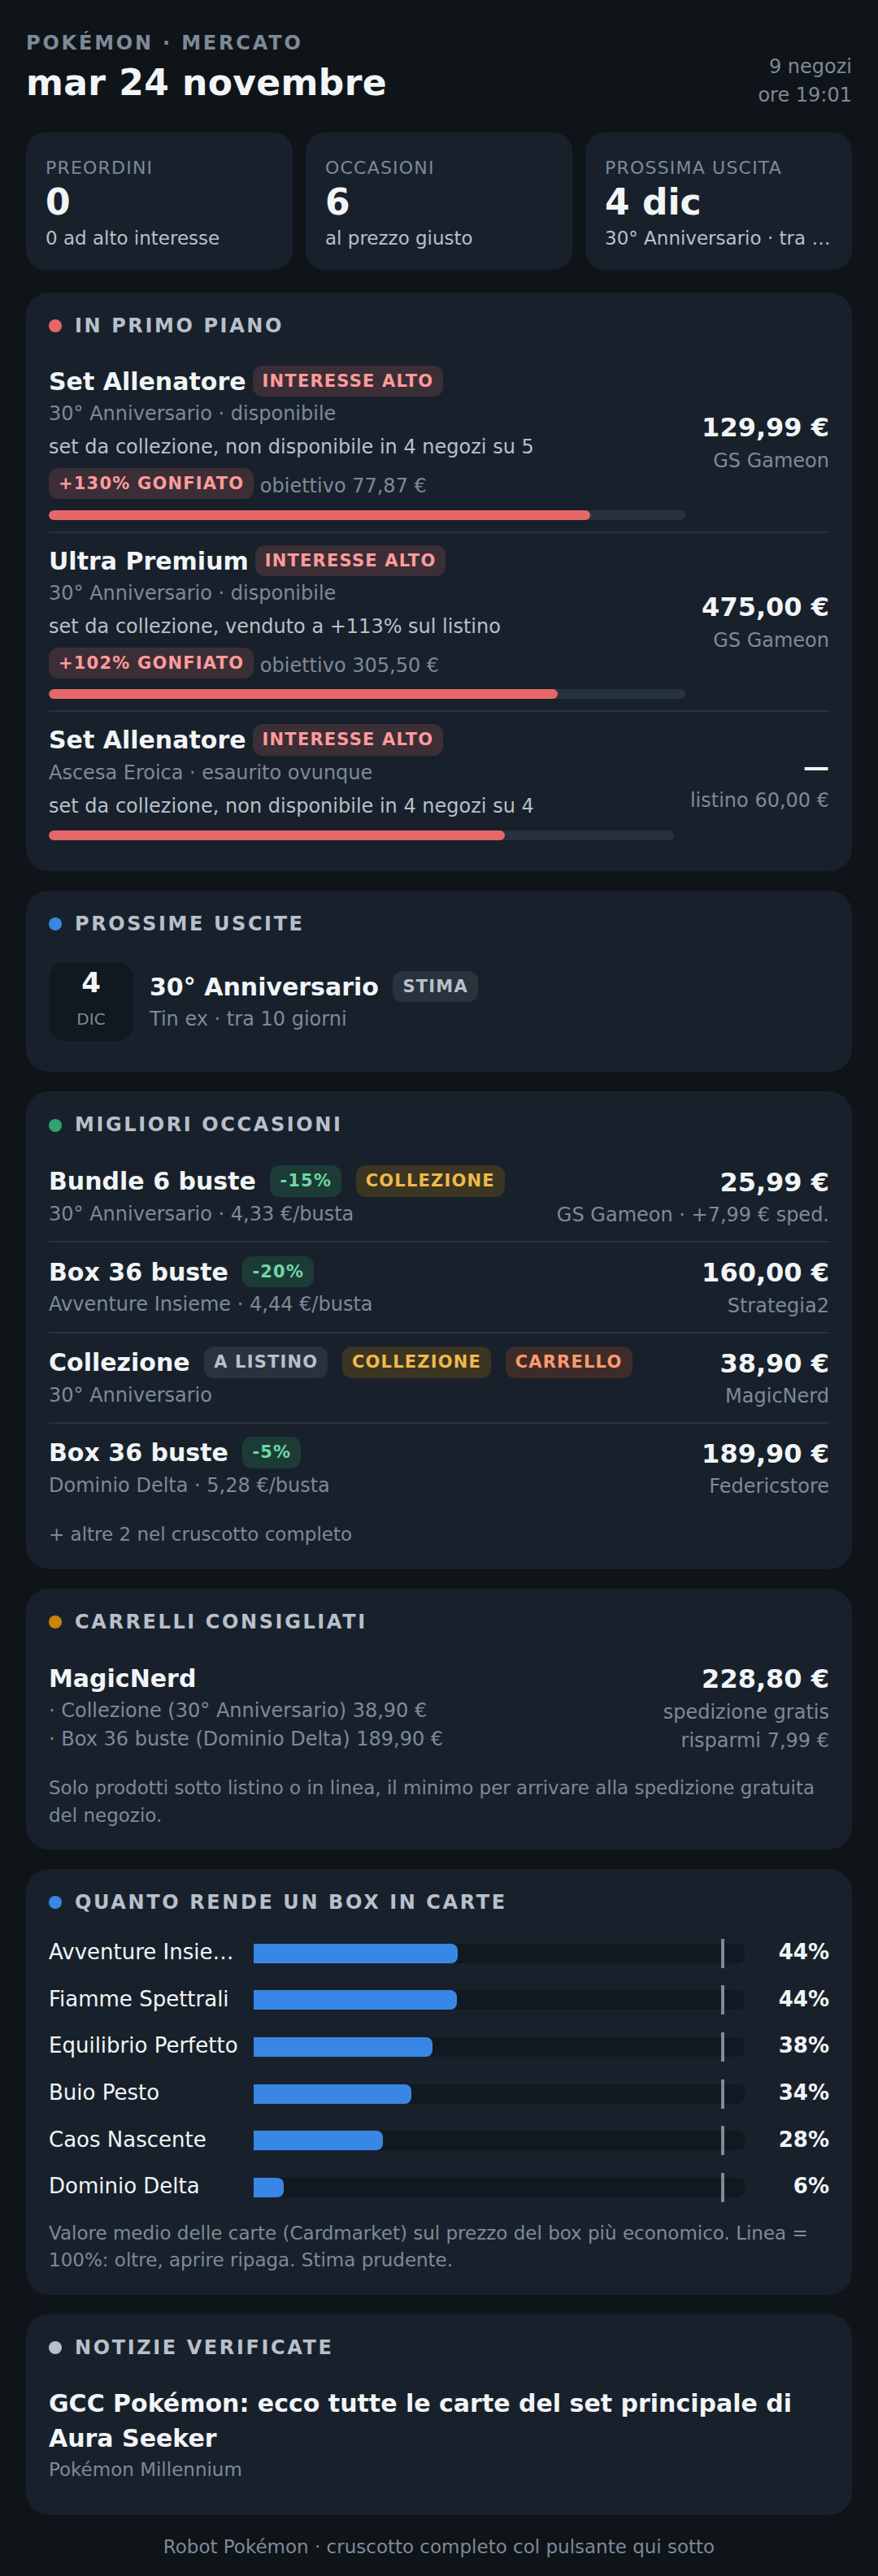 POKÉMON · MERCATO
mar 24 novembre
9 negozi
ore 19:01
PREORDINI
0
0 ad alto interesse
OCCASIONI
6
al prezzo giusto
PROSSIMA USCITA
4 dic
30° Anniversario · tra ...
IN PRIMO PIANO
Set Allenatore INTERESSE ALTO
30° Anniversario · disponibile
set da collezione, non disponibile in 4 negozi su 5
+130% GONFIATO obiettivo 77,87 €
129,99 €
GS Gameon
Ultra Premium INTERESSE ALTO
30° Anniversario · disponibile
set da collezione, venduto a +113% sul listino
+102% GONFIATO obiettivo 305,50 €
475,00 €
GS Gameon
Set Allenatore INTERESSE ALTO
Ascesa Eroica · esaurito ovunque
set da collezione, non disponibile in 4 negozi su 4
—
listino 60,00 €
PROSSIME USCITE
4
DIC
30° Anniversario STIMA
Tin ex · tra 10 giorni
MIGLIORI OCCASIONI
Bundle 6 buste -15% COLLEZIONE
30° Anniversario · 4,33 €/busta
25,99 €
GS Gameon · +7,99 € sped.
Box 36 buste -20%
Avventure Insieme · 4,44 €/busta
160,00 €
Strategia2
Collezione A LISTINO COLLEZIONE CARRELLO
30° Anniversario
38,90 €
MagicNerd
Box 36 buste -5%
Dominio Delta · 5,28 €/busta
189,90 €
Federicstore
+ altre 2 nel cruscotto completo
CARRELLI CONSIGLIATI
MagicNerd
· Collezione (30° Anniversario) 38,90 €
· Box 36 buste (Dominio Delta) 189,90 €
228,80 €
spedizione gratis
risparmi 7,99 €
Solo prodotti sotto listino o in linea, il minimo per arrivare alla spedizione gratuita
del negozio.
QUANTO RENDE UN BOX IN CARTE
Avventure Insie... 44%
Fiamme Spettrali 44%
Equilibrio Perfetto 38%
Buio Pesto 34%
Caos Nascente 28%
Dominio Delta 6%
Valore medio delle carte (Cardmarket) sul prezzo del box più economico. Linea =
100%: oltre, aprire ripaga. Stima prudente.
NOTIZIE VERIFICATE
GCC Pokémon: ecco tutte le carte del set principale di
Aura Seeker
Pokémon Millennium
Robot Pokémon · cruscotto completo col pulsante qui sotto